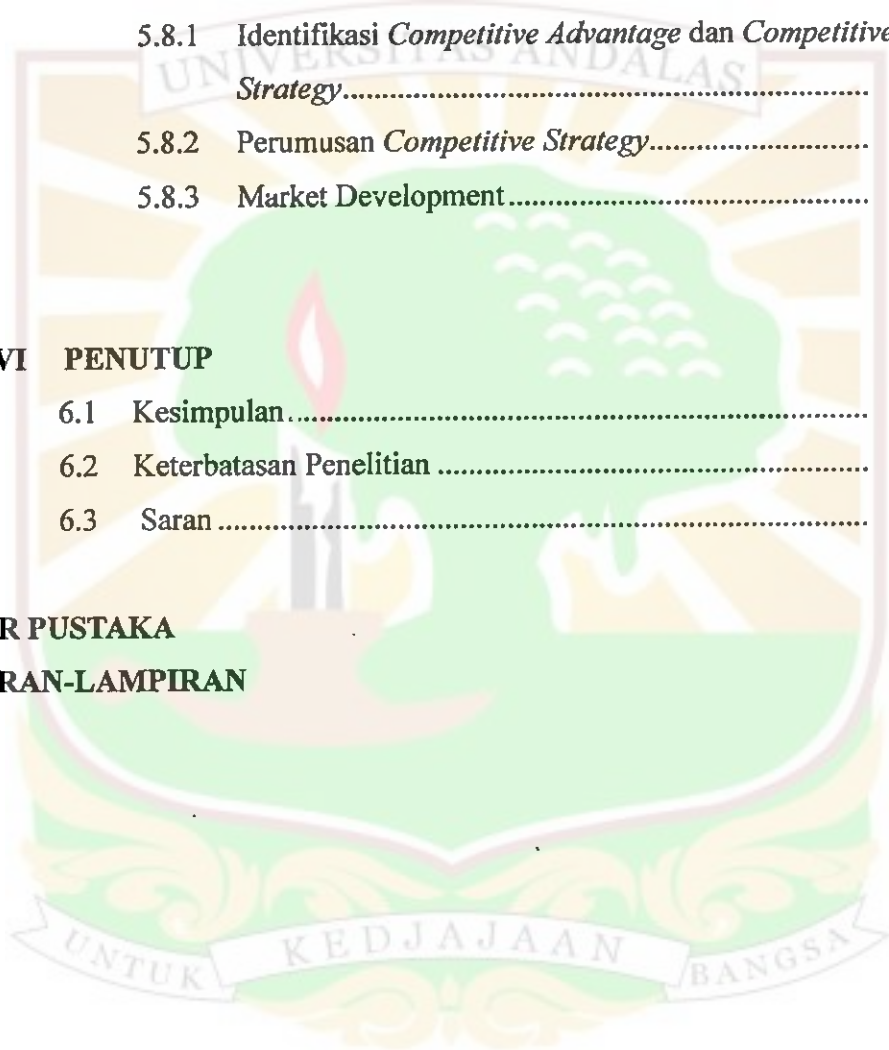 5.8.1 Identifikasi Competitive Advantage dan Competitive
Strategy............................................................
5.8.2 Perumusan Competitive Strategy............................
5.8.3 Market Development............................................
VI PENUTUP
6.1 Kesimpulan....................................................................
6.2 Keterbatasan Penelitian ....................................................
6.3 Saran ............................................................................
R PUSTAKA
RAN-LAMPIRAN
UNIVERSITAS ANDALAS
UNTUK KEDJAJAAN BANGSA